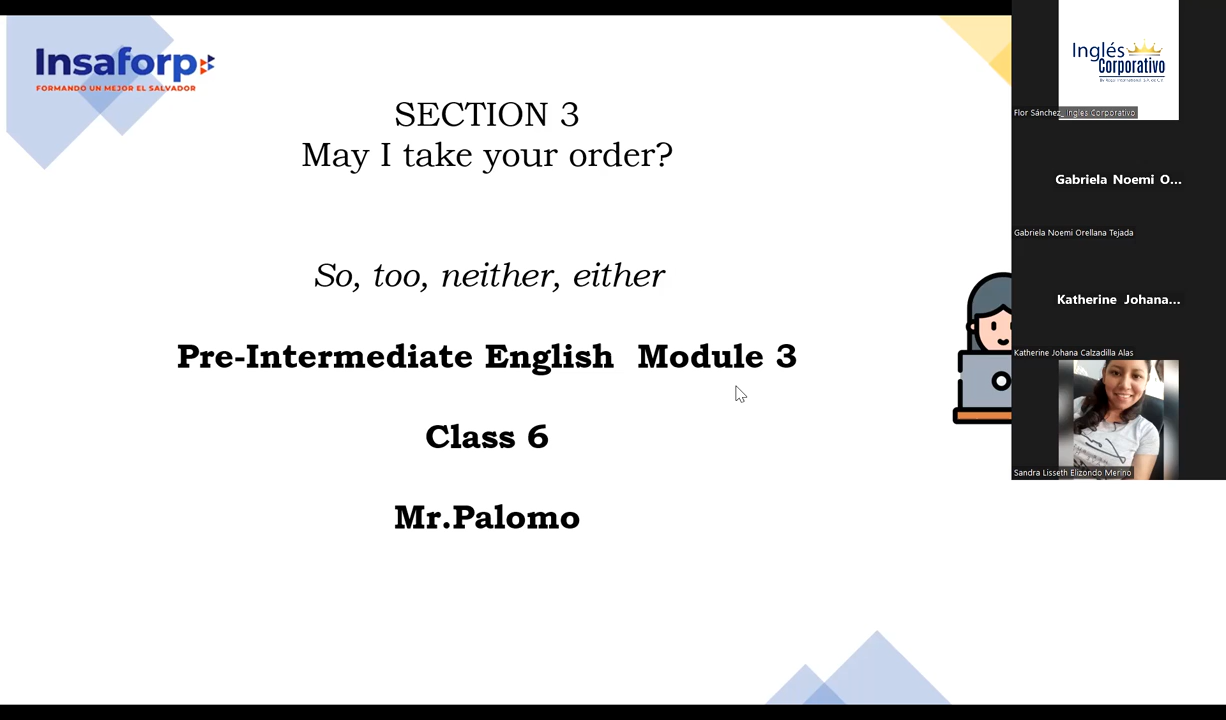 Insaforp
FORMANDO UN MEJOR EL SALVADOR
SECTION 3
May I take your order?
So, too, neither, either
Pre-Intermediate English Module 3
Class 6
Mr.Palomo
Inglés
Corporativo
Flor Sánchez_ Ingles Corporativo
Gabriela Noemi O...
Gabriela Noemi Orellana Tejada
Katherine Johana...
Katherine Johana Calzadilla Alas
Sandra Lisseth Elizondo Merino